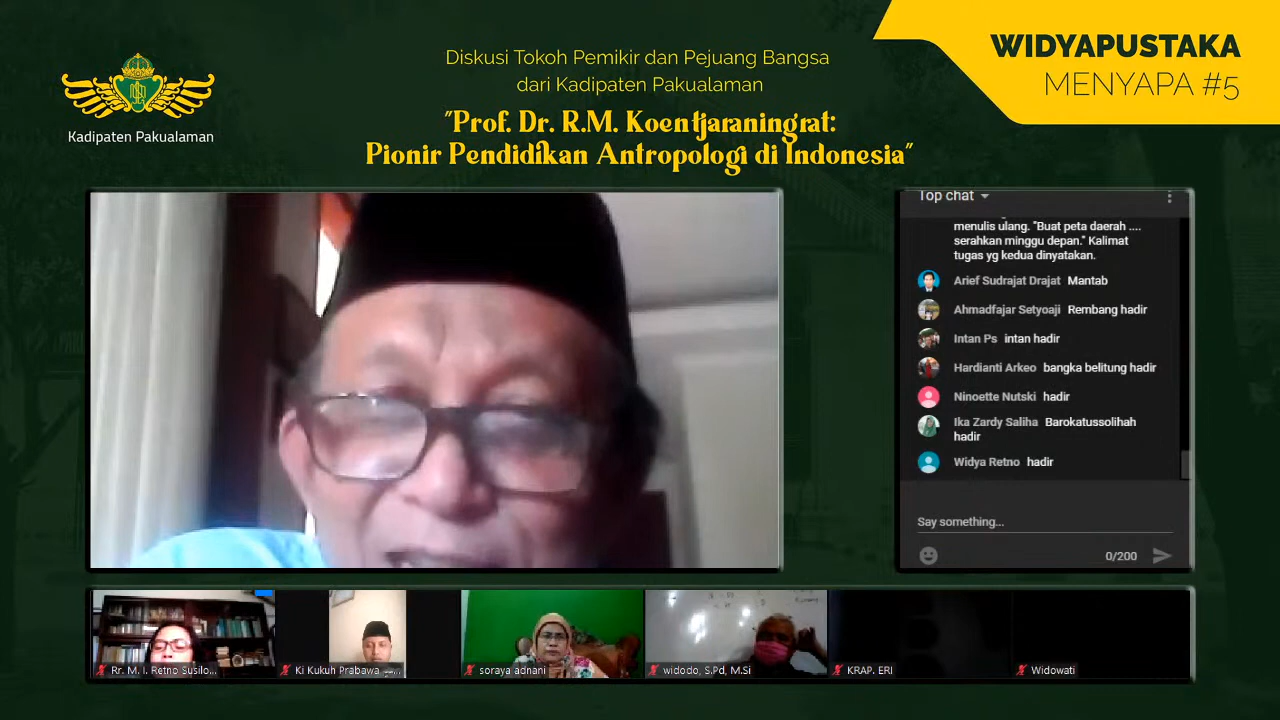 Diskusi Tokoh Pemikir dan Pejuang Bangsa
dari Kadipaten Pakualaman
"Prof. Dr. R.M. Koentjaraningrat:
Pionir Pendidikan Antropologi di Indonesia"
Kadipaten Pakualaman
WIDYAPUSTAKA
MENYAPA #5
Top chat
menulis ulang. "Buat peta daerah ....
serahkan minggu depan." Kalimat
tugas yg kedua dinyatakan.
Arief Sudrajat Drajat Mantab
Ahmadfajar Setyoaji Rembang hadir
Intan Ps intan hadir
Hardianti Arkeo bangka belitung hadir
Ninoette Nutski hadir
Ika Zardy Saliha Barokatussolihah
hadir
Widya Retno hadir
Say something...
0/200
Rr. M. I. Retno Susilo...
Ki Kukuh Prabawa
soraya adnani
widodo, S.Pd, M.Si
KRAP. ERI
Widowati